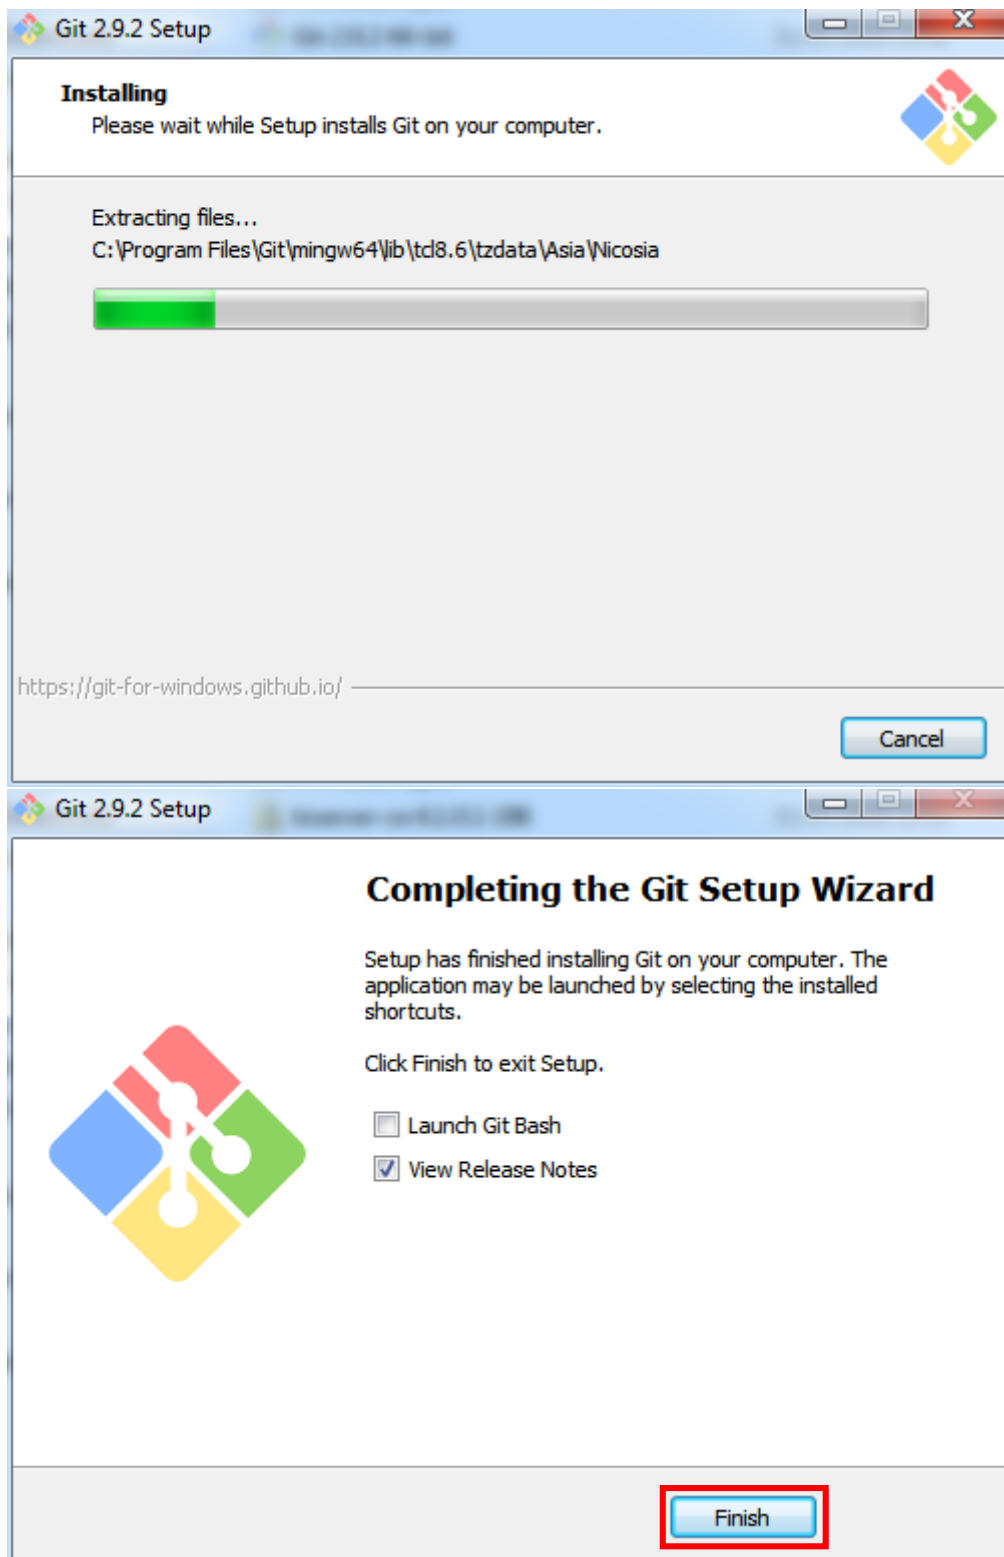 Git 2.9.2 Setup
Installing
Please wait while Setup installs Git on your computer.
Extracting files...
C:\Program Files\Git\mingw64\lib\tcl8.6\tzdata\Asia\Nicosia
https://git-for-windows.github.io/
Cancel
Git 2.9.2 Setup
Completing the Git Setup Wizard
Setup has finished installing Git on your computer. The
application may be launched by selecting the installed
shortcuts.
Click Finish to exit Setup.
Launch Git Bash
View Release Notes
Finish